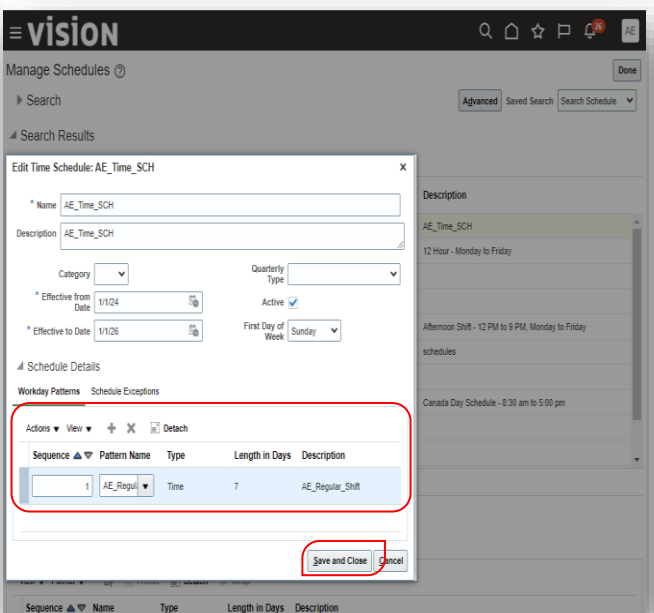 vision
26
AE
Manage Schedules
Done
Search
Advanced Saved Search Search Schedule
Search Results
Edit Time Schedule: AE_Time_SCH x
Description
* Name AE_Time_SCH
AE_Time_SCH
Description AE_Time_SCH
12 Hour - Monday to Friday
Category
Quarterly Type
* Effective from Date 1/1/24
Active
* Effective to Date 1/1/26
First Day of Week Sunday
Afternoon Shift - 12 PM to 9 PM, Monday to Friday
schedules
Schedule Details
Workday Patterns Schedule Exceptions
Canada Day Schedule - 8:30 am to 5:00 pm
Actions View Detach
Sequence Pattern Name Type Length in Days Description
1 AE_Regul Time 7 AE_Regular_Shift
Save and Close Cancel
Sequence Name Type Length in Days Description